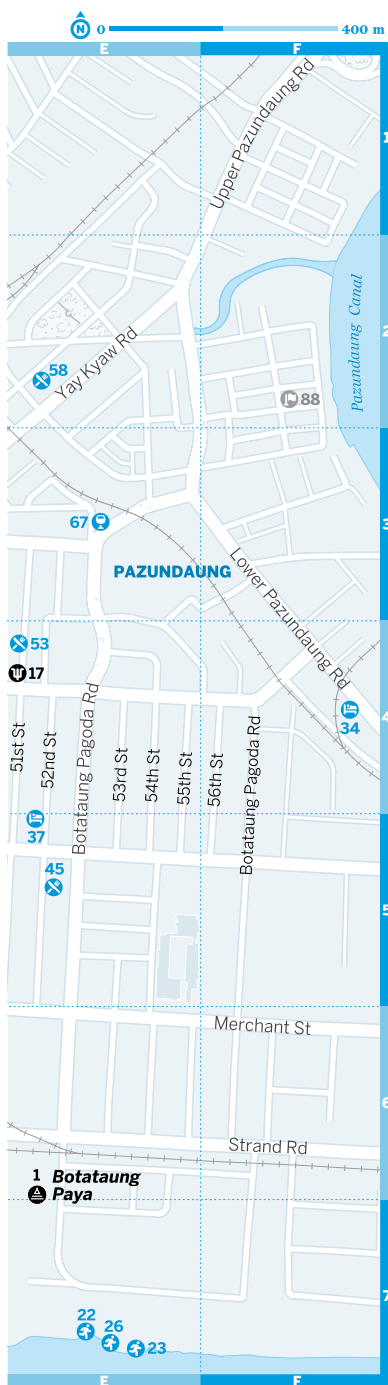 N 0 400 m
E F
1
Upper Pazundaung Rd
2
Pazundaung Canal
58
Yay Kyaw Rd
88
3
67
PAZUNDAUNG
Lower Pazundaung Rd
53
17
34
4
51st St
52nd St
Botataung Pagoda Rd
53rd St
54th St
55th St
56th St
Botataung Pagoda Rd
37
45
5
Merchant St
6
Strand Rd
1 Botataung
Paya
7
22
26
23
E F